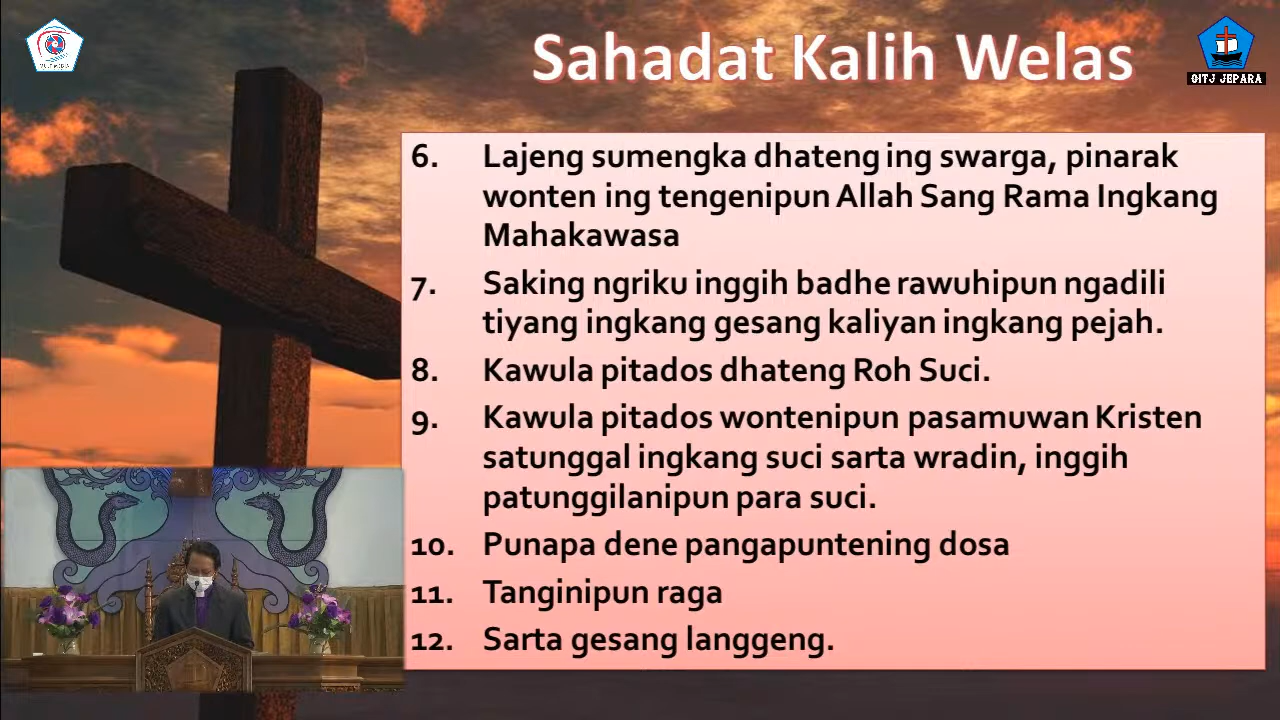 Sahadat Kalih Welas
GITJ JEPARA
6. Lajeng sumengka dhateng ing swarga, pinarak
wonten ing tengenipun Allah Sang Rama Ingkang
Mahakawasa
7. Saking ngriku inggih badhe rawuhipun ngadili
tiyang ingkang gesang kaliyan ingkang pejah.
8. Kawula pitados dhateng Roh Suci.
9. Kawula pitados wontenipun pasamuwan Kristen
satunggal ingkang suci sarta wradin, inggih
patunggilanipun para suci.
10. Punapa dene pangapuntening dosa
11. Tanginipun raga
12. Sarta gesang langgeng.